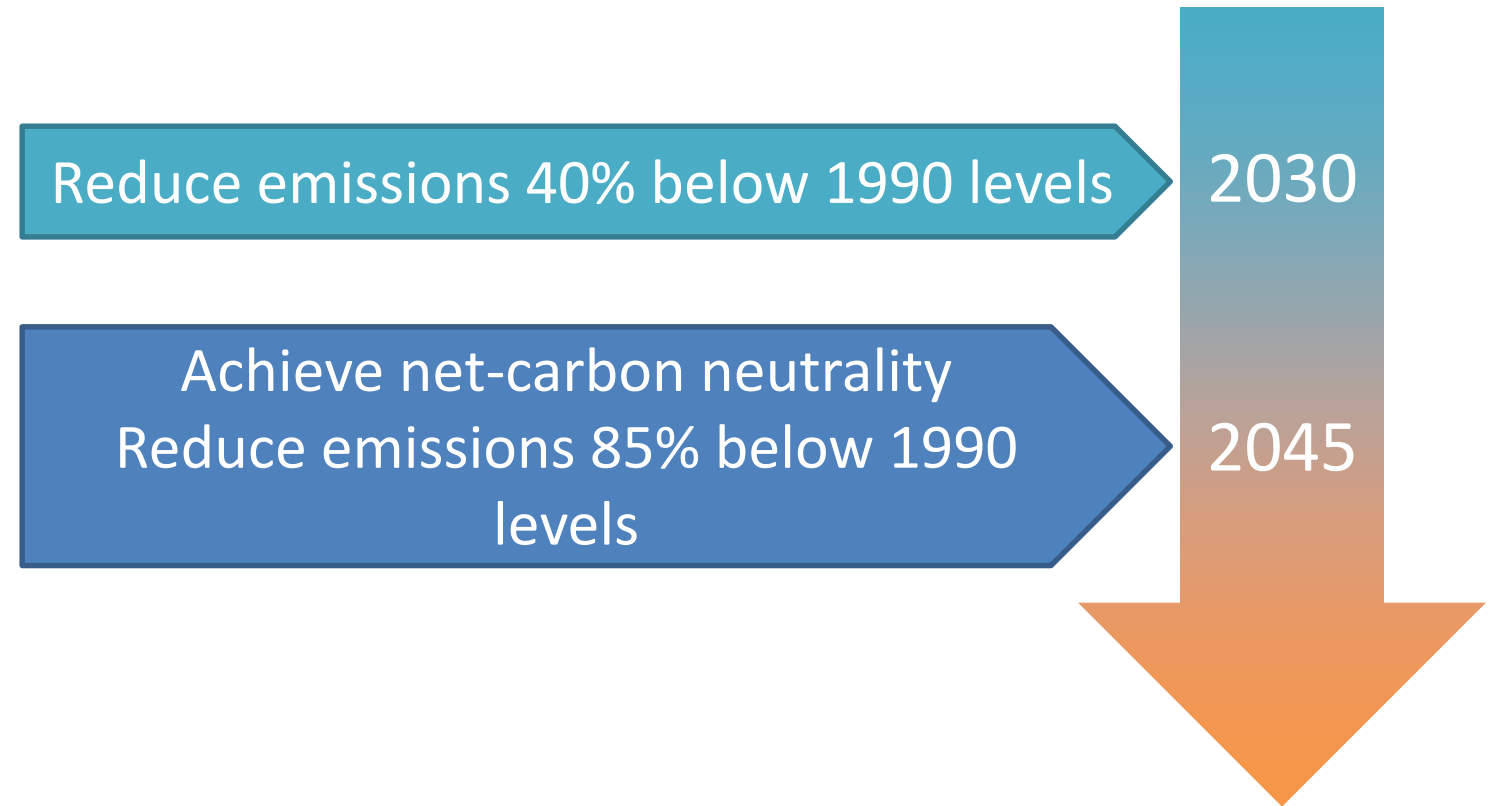 Reduce emissions 40% below 1990 levels
2030
Achieve net-carbon neutrality
Reduce emissions 85% below 1990
levels
2045